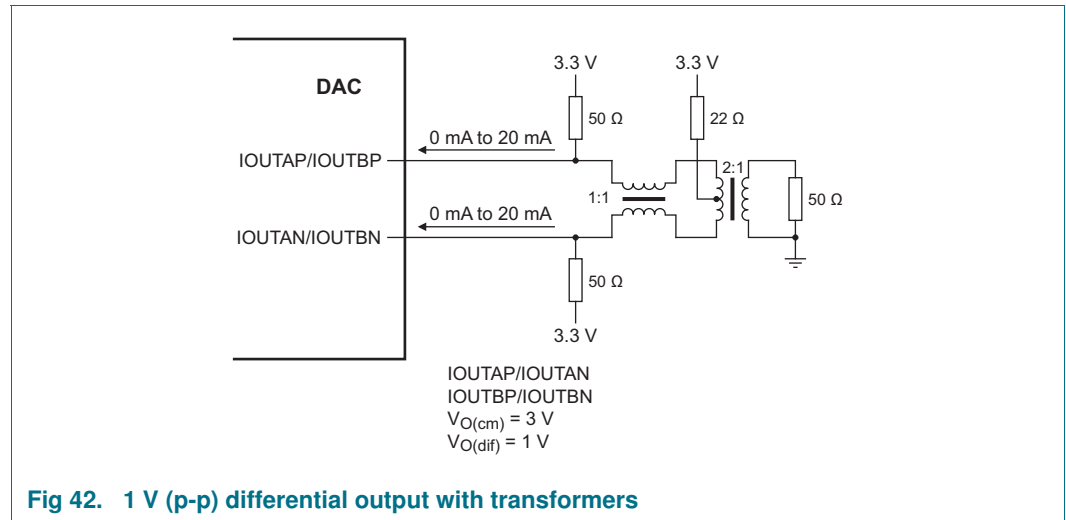 3.3 V 3.3 V
DAC
50 Ω 22 Ω
0 mA to 20 mA
IOUTAP/IOUTBP
2:1
1:1
50 Ω
0 mA to 20 mA
IOUTAN/IOUTBN
50 Ω
3.3 V
IOUTAP/IOUTAN
IOUTBP/IOUTBN
VO(cm) = 3 V
VO(dif) = 1 V
Fig 42. 1 V (p-p) differential output with transformers